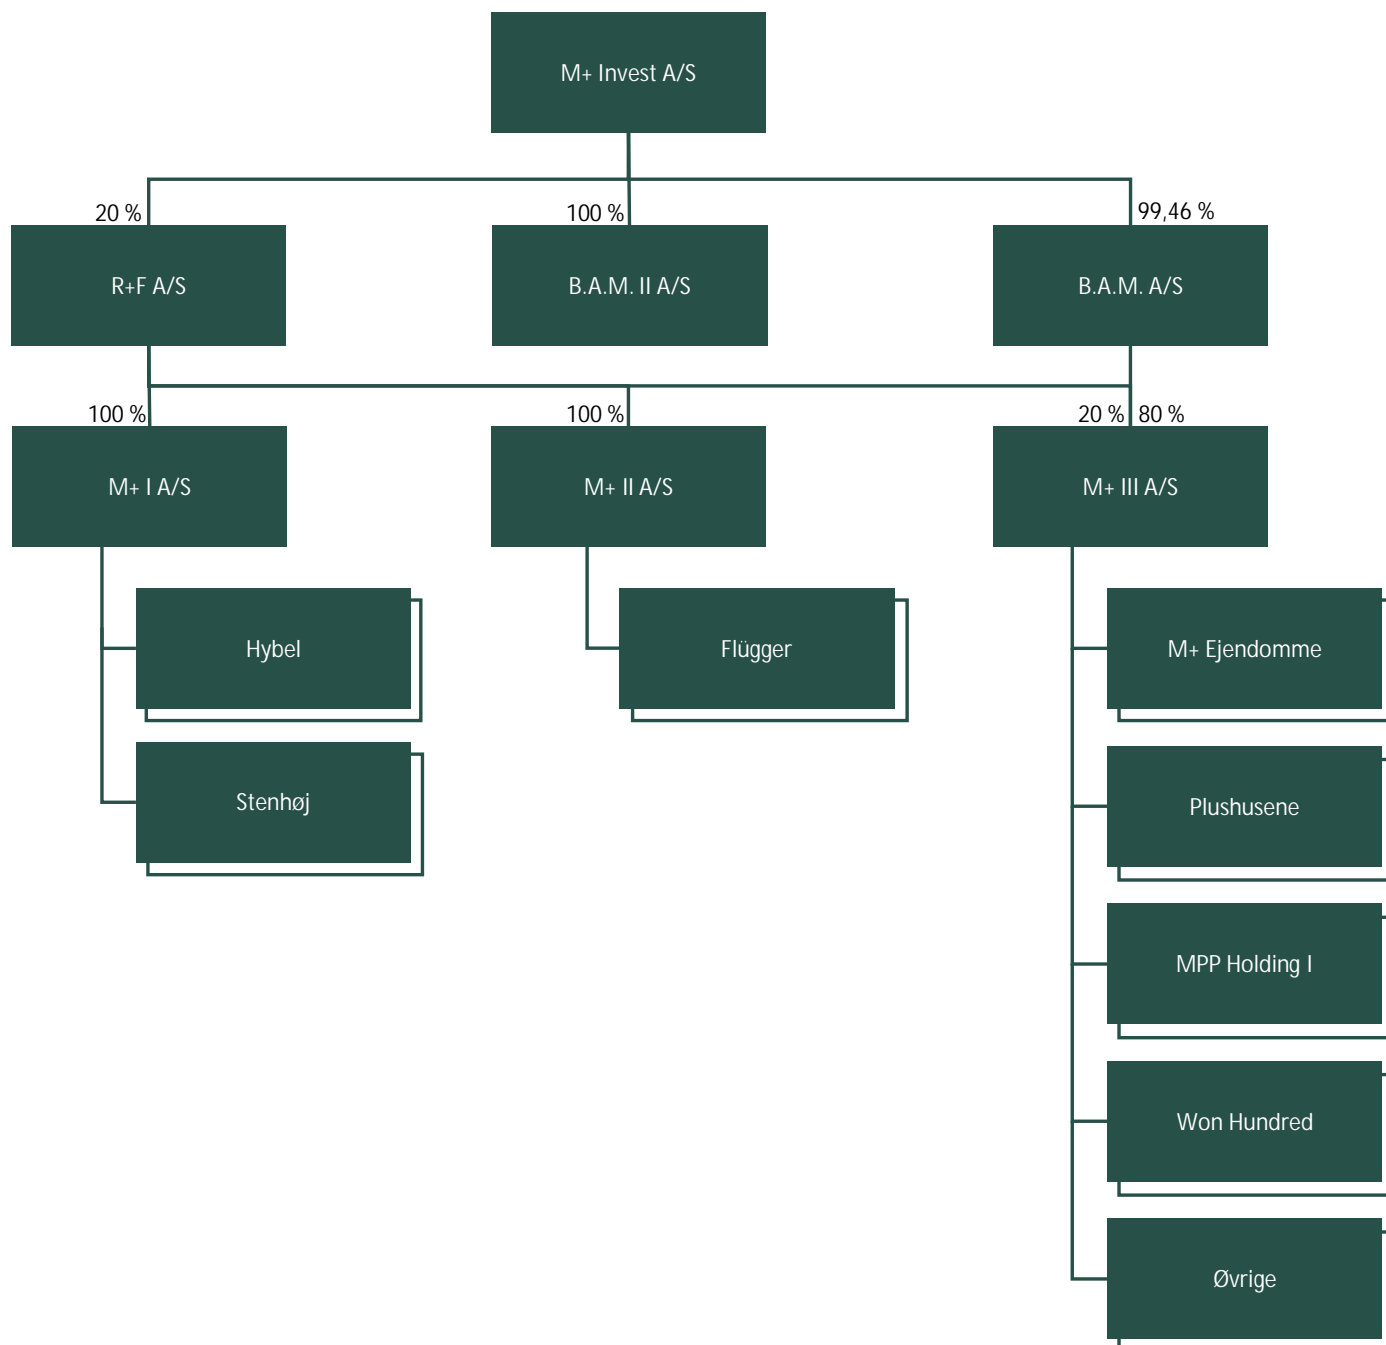 M+ Invest A/S
20 %
100 %
99,46 %
R+F A/S
B.A.M. II A/S
B.A.M. A/S
100 %
100 %
20 %
80 %
M+ I A/S
M+ II A/S
M+ III A/S
Hybel
Flügger
M+ Ejendomme
Stenhøj
Plushusene
MPP Holding I
Won Hundred
Øvrige